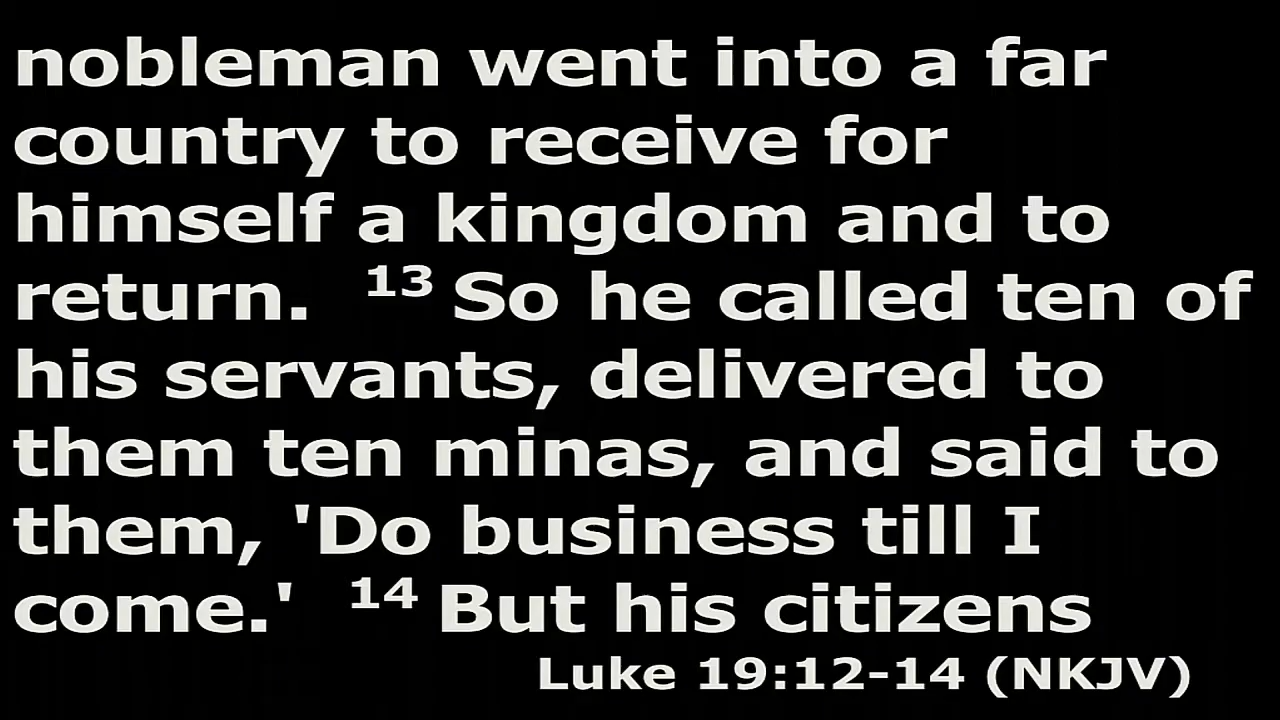 nobleman went into a far
country to receive for
himself a kingdom and to
return. 13 So he called ten of
his servants, delivered to
them ten minas, and said to
them, 'Do business till I
come.' 14 But his citizens
Luke 19:12-14 (NKJV)